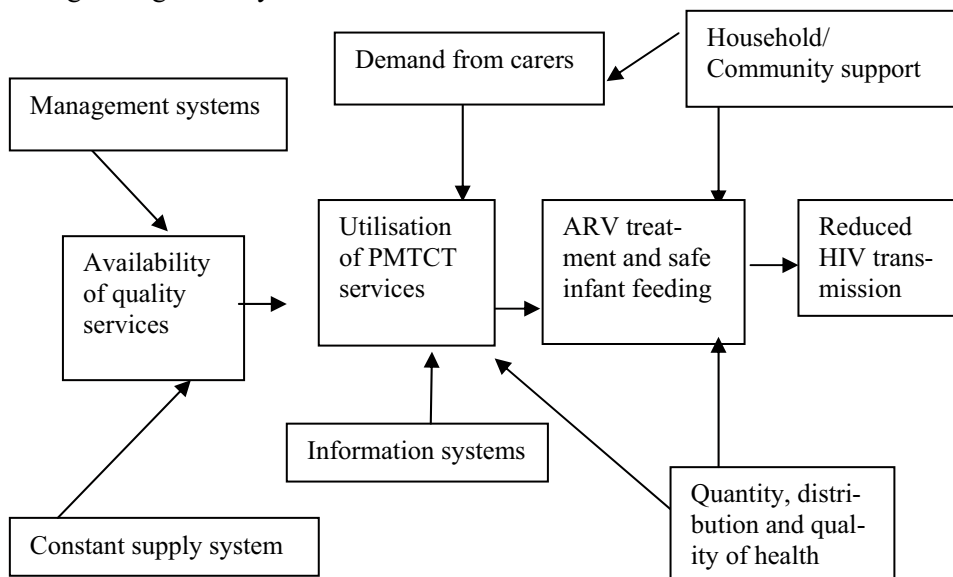 Demand from carers
Household/
Community support
Management systems
Utilisation
of PMTCT
services
ARV treat-
ment and safe
infant feeding
Reduced
HIV trans-
mission
Availability
of quality
services
Information systems
Quantity, distri-
bution and qual-
ity of health
Constant supply system